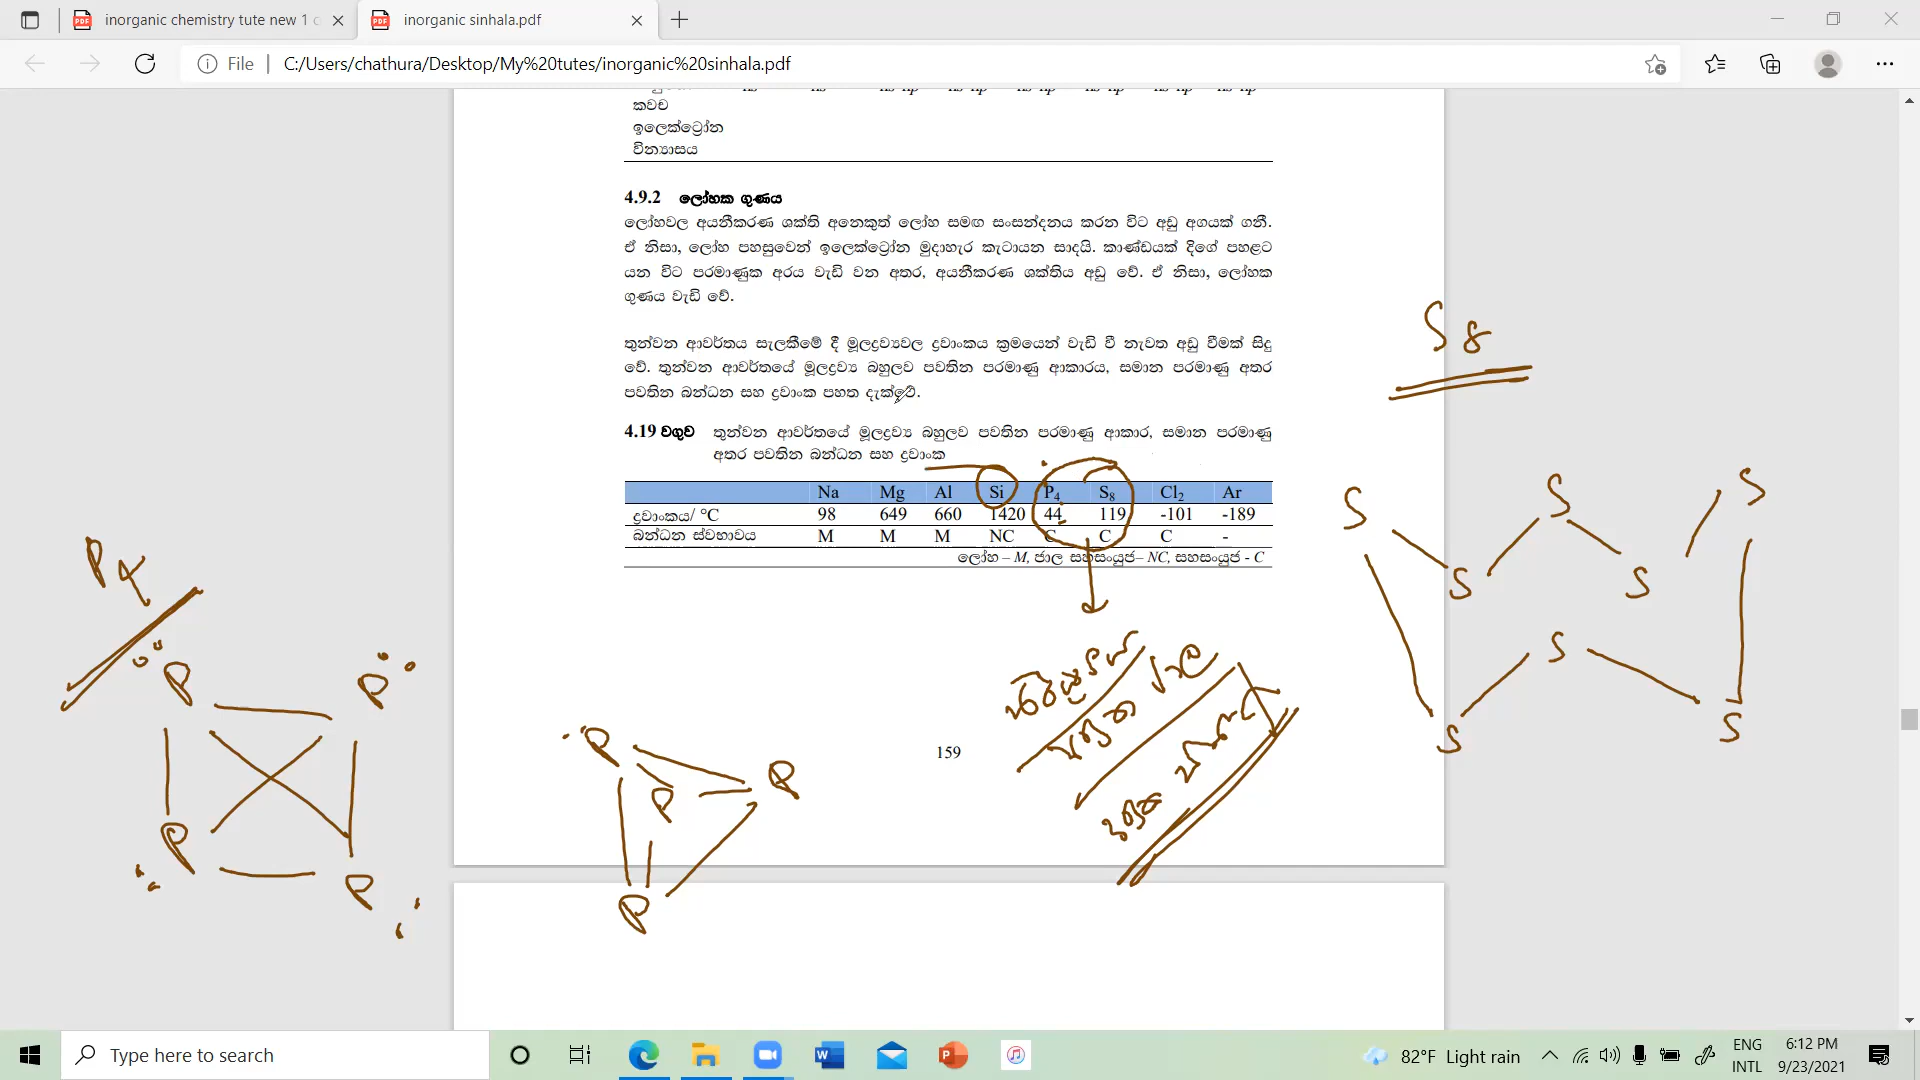 inorganic chemistry tute new 1 c
inorganic sinhala.pdf
File
C:/Users/chathura/Desktop/My%20tutes/inorganic%20sinhala.pdf
කවච
ඉලෙක්ට්‍රෝන
වින්‍යාසය
4.9.2 ලෝහක ගුණය
ලෝහවල අයනීකරණ ශක්ති අනෙකුත් ලෝහ සමඟ සංසන්දනය කරන විට අඩු අගයක් ගනී.
ඒ නිසා, ලෝහ පහසුවෙන් ඉලෙක්ට්‍රෝන මුදාහැර කැටායන සාදයි. කාණ්ඩයක් දිගේ පහළට
යන විට පරමාණුක අරය වැඩි වන අතර, අයනීකරණ ශක්තිය අඩු වේ. ඒ නිසා, ලෝහක
ගුණය වැඩි වේ.
තුන්වන ආවර්තය සැලකීමේ දී මූලද්‍රව්‍යවල ද්‍රවාංකය ක්‍රමයෙන් වැඩි වී නැවත අඩු වීමක් සිදු
වේ. තුන්වන ආවර්තයේ මූලද්‍රව්‍ය බහුලව පවතින පරමාණු ආකාරය, සමාන පරමාණු අතර
පවතින බන්ධන සහ ද්‍රවාංක පහත දැක්වේ.
4.19 වගුව තුන්වන ආවර්තයේ මූලද්‍රව්‍ය බහුලව පවතින පරමාණු ආකාර, සමාන පරමාණු
අතර පවතින බන්ධන සහ ද්‍රවාංක
Na Mg Al Si P₄ S₈ Cl₂ Ar
ද්‍රවාංකය/ °C 98 649 660 1420 44 119 -101 -189
බන්ධන ස්වභාවය M M M NC C C C -
ලෝහ – M, ජාල සහසංයුජ– NC, සහසංයුජ - C
S8
S S S
S S
S
S S
P4
P P
P P
P P
P
P
159
Type here to search
82°F Light rain
ENG
INTL
6:12 PM
9/23/2021